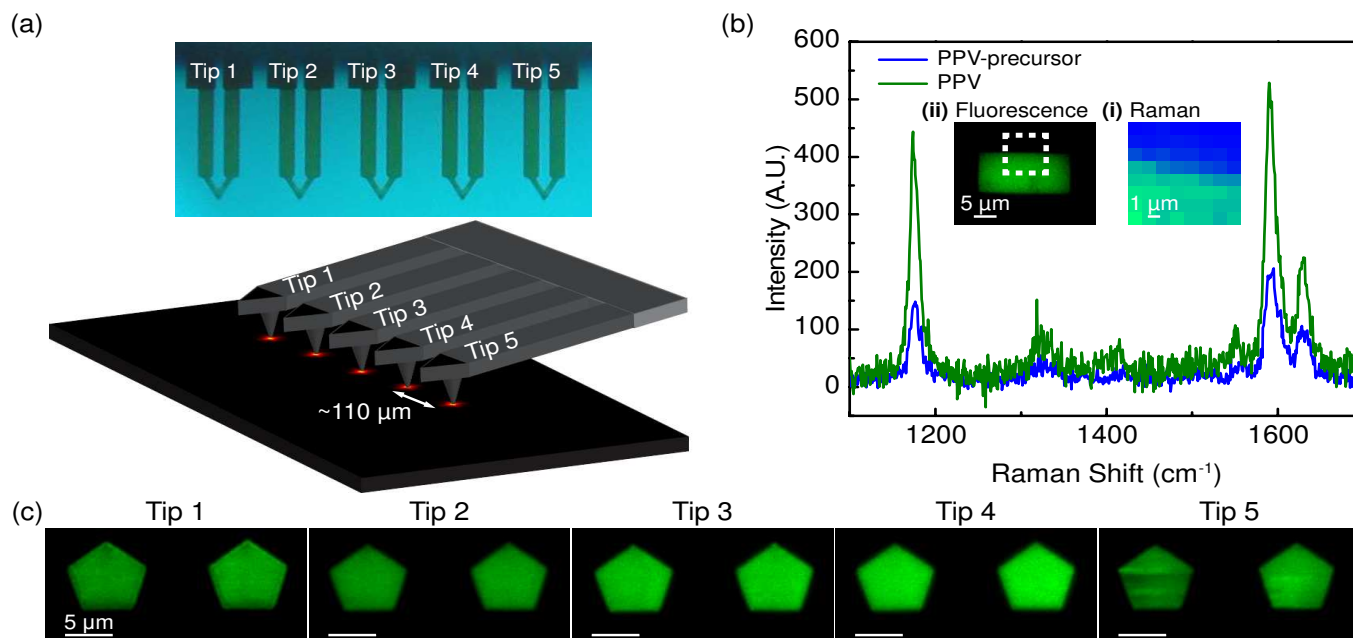 (a)
Tip 1 Tip 2 Tip 3 Tip 4 Tip 5
Tip 1
Tip 2
Tip 3
Tip 4
Tip 5
~110 µm
(b)
600
500
400
300
200
100
0
Intensity (A.U.)
PPV-precursor
PPV
(ii) Fluorescence (i) Raman
5 µm
1 µm
1200 1400 1600
Raman Shift (cm⁻¹)
(c)
Tip 1 Tip 2 Tip 3 Tip 4 Tip 5
5 µm